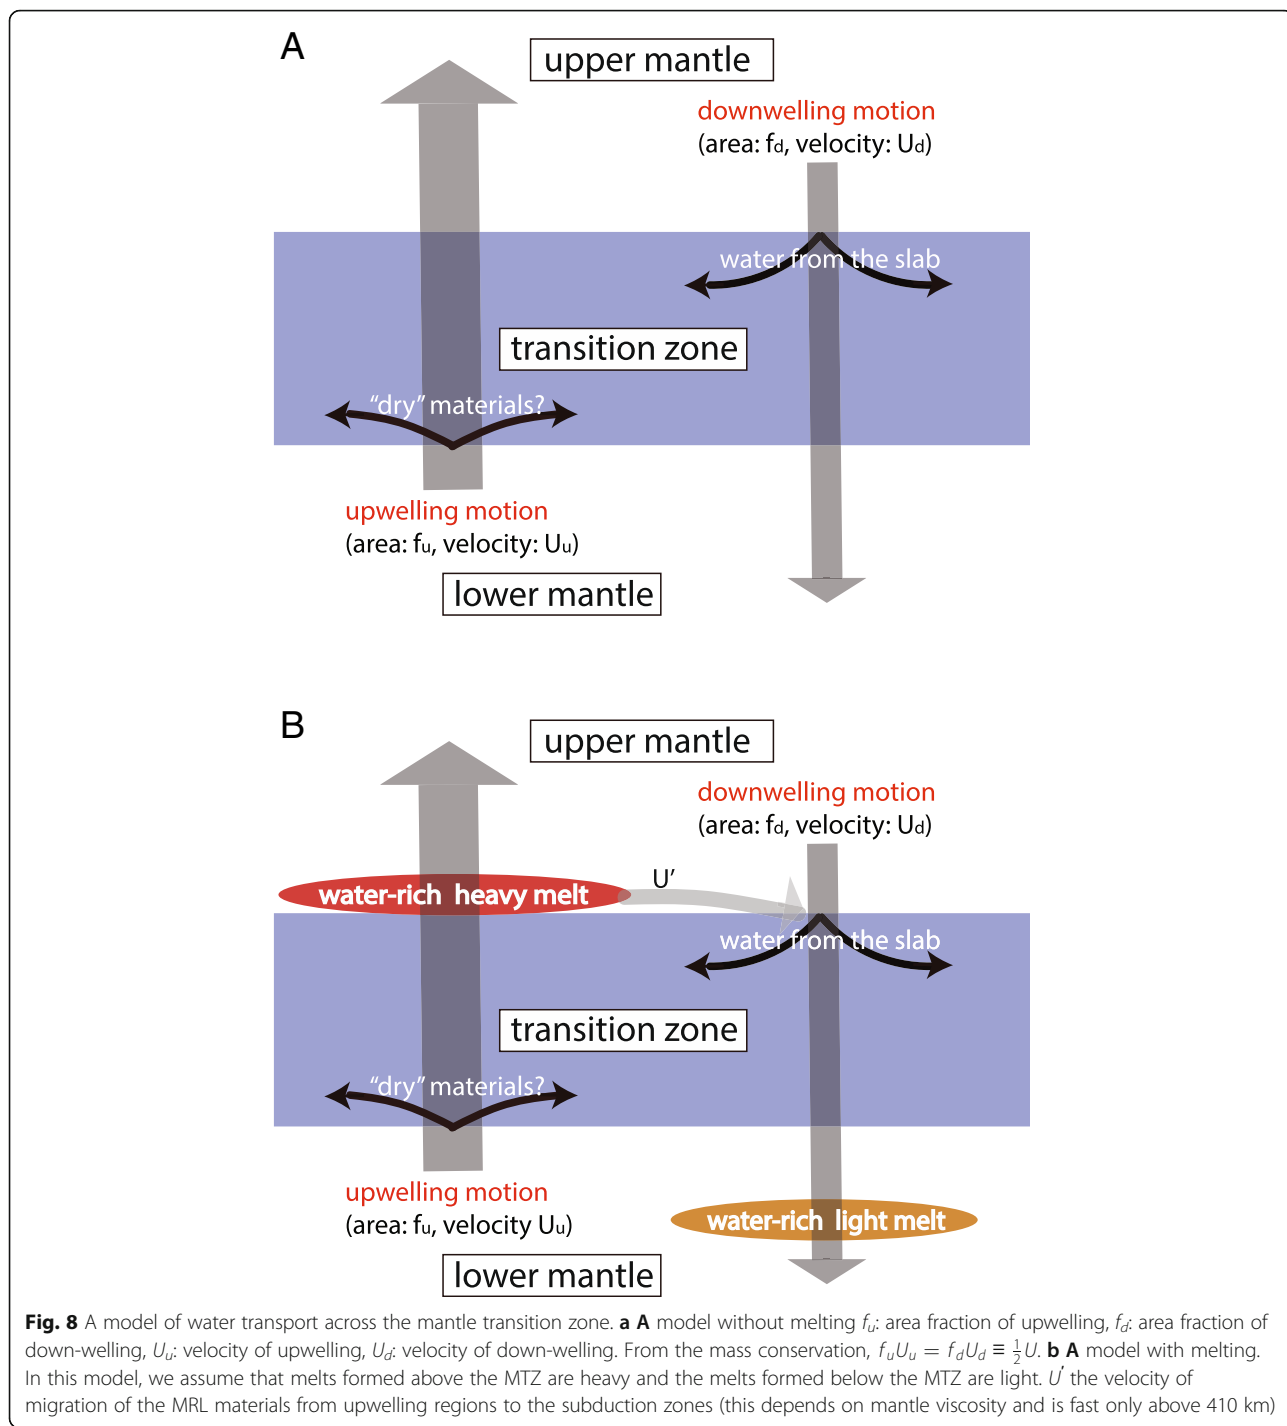 A
upper mantle
downwelling motion
(area: fd, velocity: Ud)
water from the slab
transition zone
“dry” materials?
upwelling motion
(area: fu, velocity: Uu)
lower mantle
B
upper mantle
downwelling motion
(area: fd, velocity: Ud)
water-rich heavy melt
U’
water from the slab
transition zone
“dry” materials?
upwelling motion
(area: fu, velocity Uu)
water-rich light melt
lower mantle
Fig. 8 A model of water transport across the mantle transition zone. a A model without melting fu: area fraction of upwelling, fd: area fraction of
down-welling, Uu: velocity of upwelling, Ud: velocity of down-welling. From the mass conservation, fuUu = fdUd ≡ ½U. b A model with melting.
In this model, we assume that melts formed above the MTZ are heavy and the melts formed below the MTZ are light. U′ the velocity of
migration of the MRL materials from upwelling regions to the subduction zones (this depends on mantle viscosity and is fast only above 410 km)